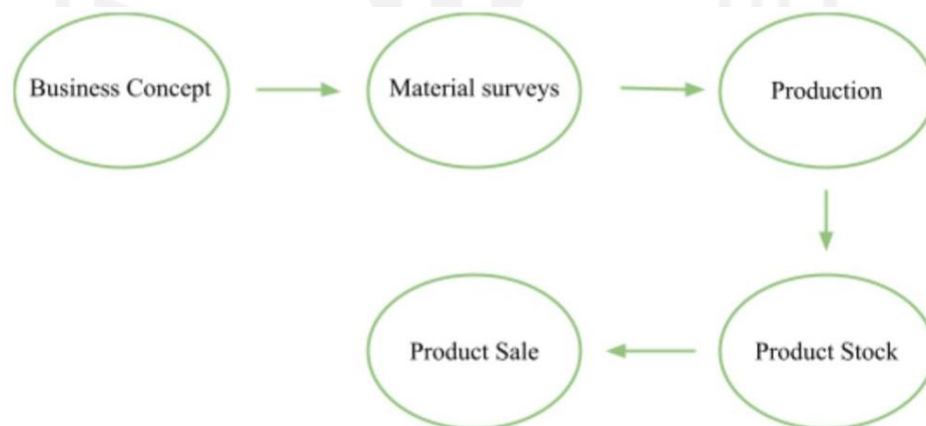 Business Concept
Material surveys
Production
Product Stock
Product Sale